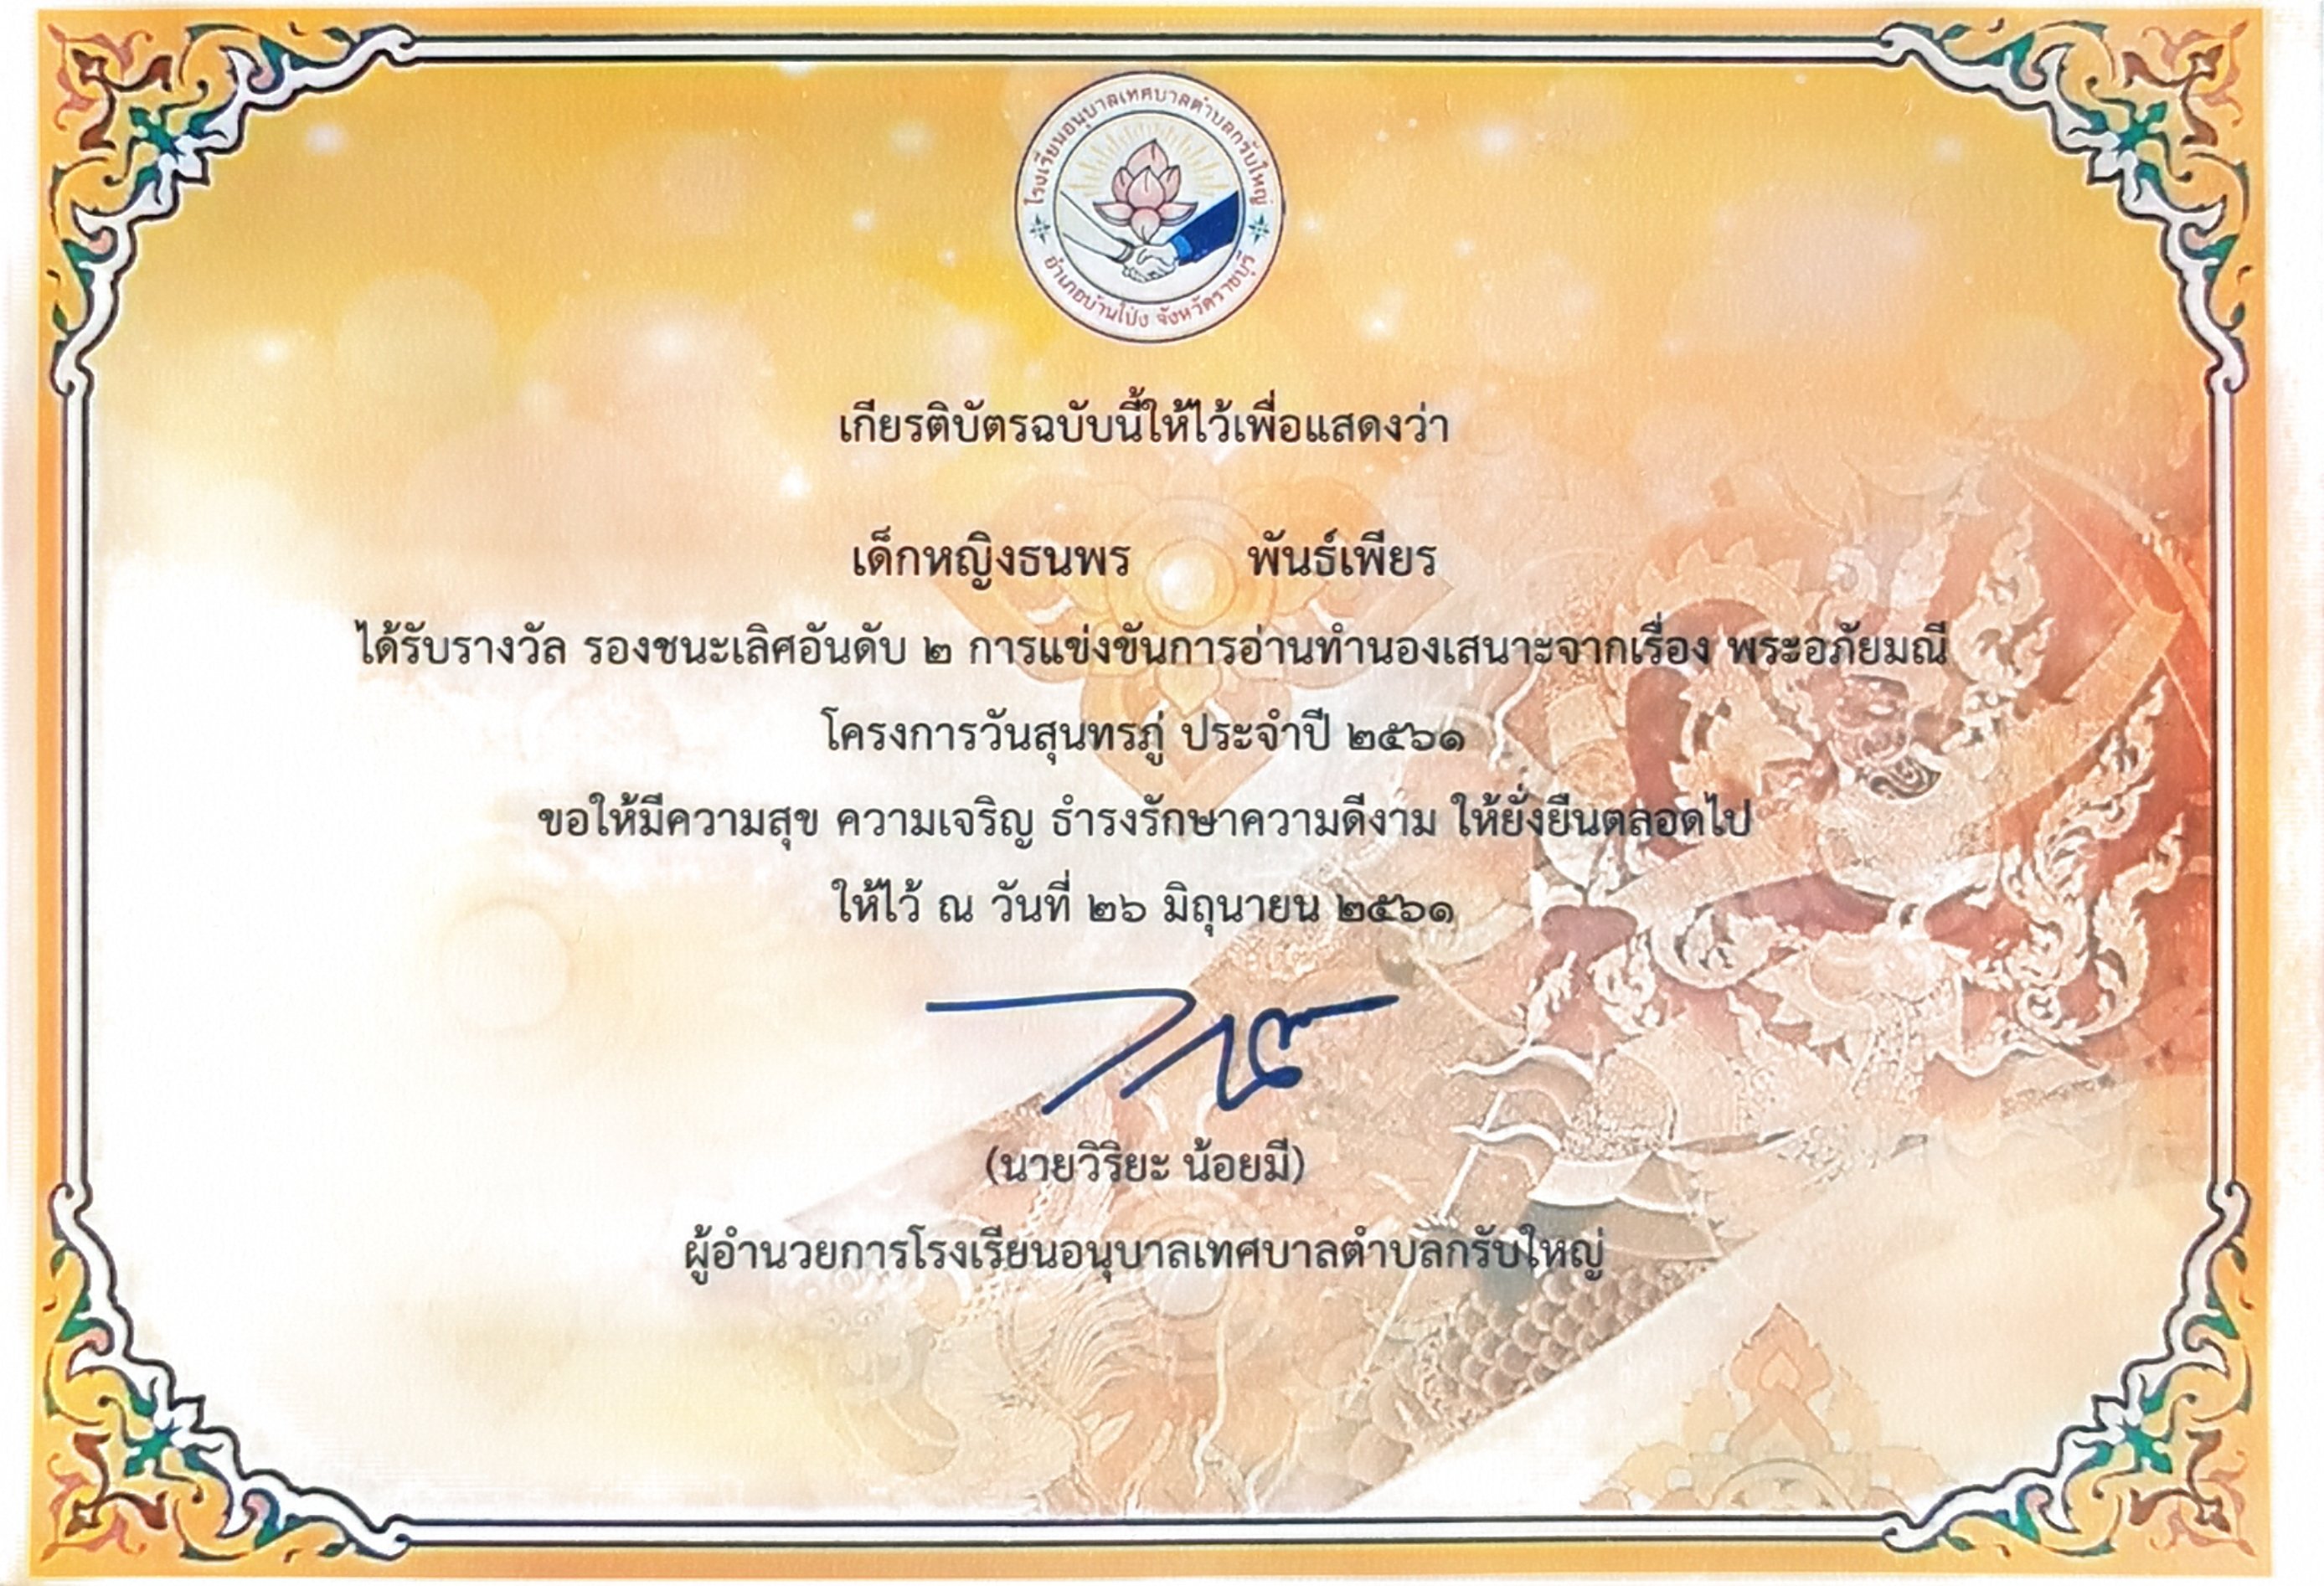 โรงเรียนอนุบาลเทศบาลตำบลกรับใหญ่
อำเภอบ้านโป่ง จังหวัดราชบุรี
เกียรติบัตรฉบับนี้ให้ไว้เพื่อแสดงว่า
เด็กหญิงธนพร พันธ์เพียร
ได้รับรางวัล รองชนะเลิศอันดับ ๒ การแข่งขันการอ่านทำนองเสนาะจากเรื่อง พระอภัยมณี
โครงการวันสุนทรภู่ ประจำปี ๒๕๖๑
ขอให้มีความสุข ความเจริญ ธำรงรักษาความดีงาม ให้ยั่งยืนตลอดไป
ให้ไว้ ณ วันที่ ๒๖ มิถุนายน ๒๕๖๑
(นายวิริยะ น้อยมี)
ผู้อำนวยการโรงเรียนอนุบาลเทศบาลตำบลกรับใหญ่